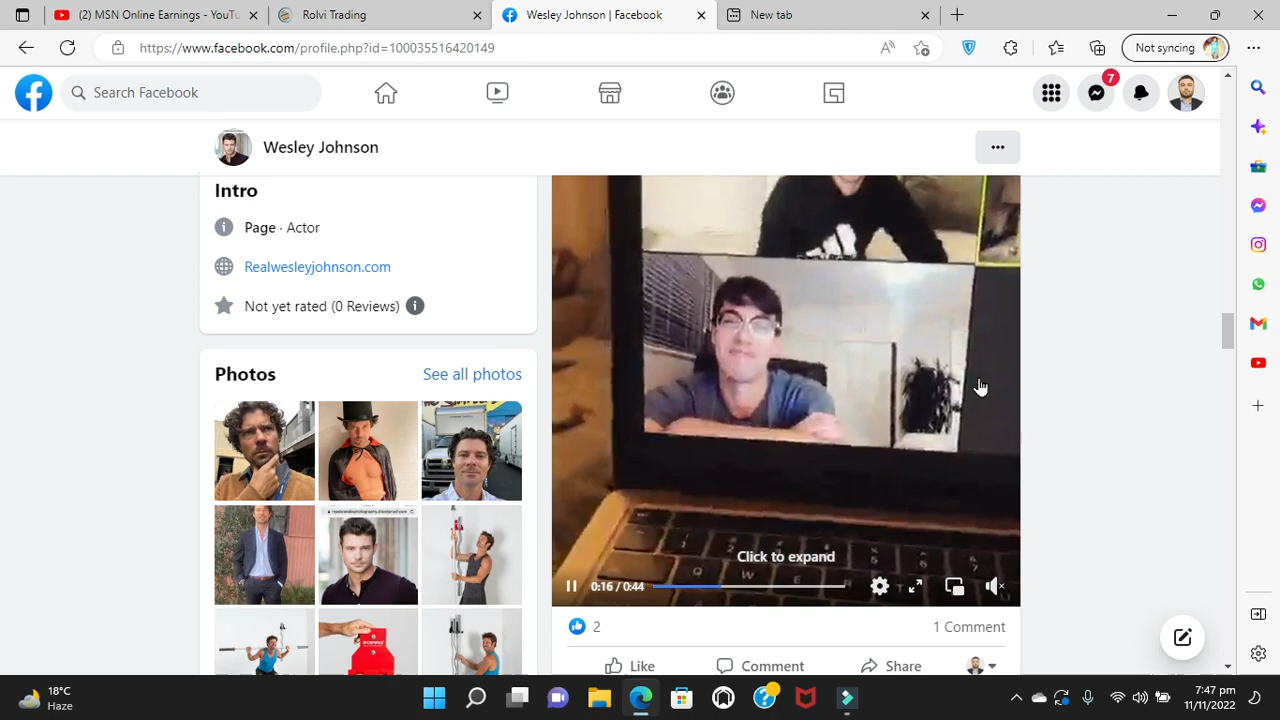 (2) MSN Online Earnings - YouTu
Rolvi Trading
Wesley Johnson | Facebook
New tab
https://www.facebook.com/profile.php?id=100035516420149
Not syncing
Search Facebook
7
Wesley Johnson
Intro
Page · Actor
Realwesleyjohnson.com
Not yet rated (0 Reviews)
Photos
See all photos
Click to expand
0:16 / 0:44
2
1 Comment
Like
Comment
Share
18°C
Haze
7:47 pm
11/11/2022